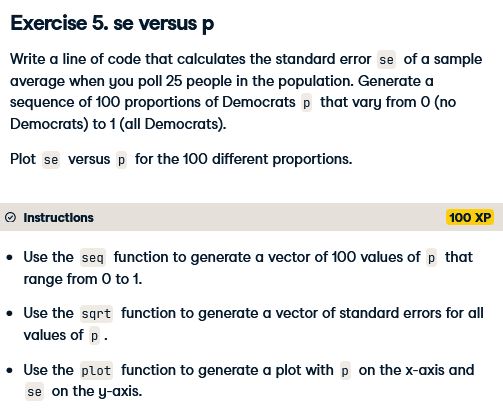 Exercise 5. se versus p
Write a line of code that calculates the standard error se of a sample
average when you poll 25 people in the population. Generate a
sequence of 100 proportions of Democrats p that vary from 0 (no
Democrats) to 1 (all Democrats).
Plot se versus p for the 100 different proportions.
Instructions 100 XP
• Use the seq function to generate a vector of 100 values of p that
range from 0 to 1.
• Use the sqrt function to generate a vector of standard errors for all
values of p .
• Use the plot function to generate a plot with p on the x-axis and
se on the y-axis.